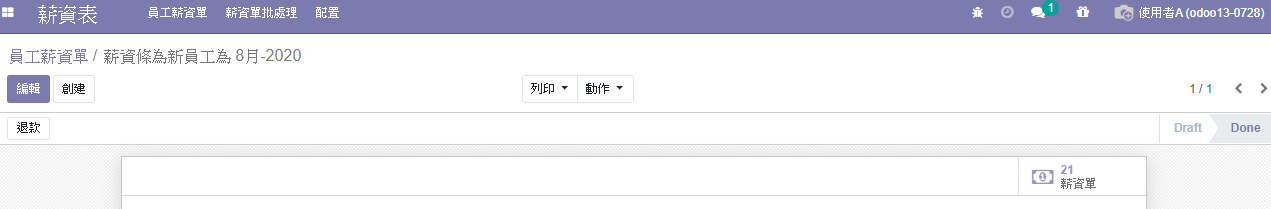 薪資表 員工薪資單 薪資單批處理 配置 1 使用者A (odoo13-0728)
員工薪資單 / 薪資條為新員工為 8月-2020
編輯 創建 列印 動作 1 / 1
退款 Draft Done
21
薪資單